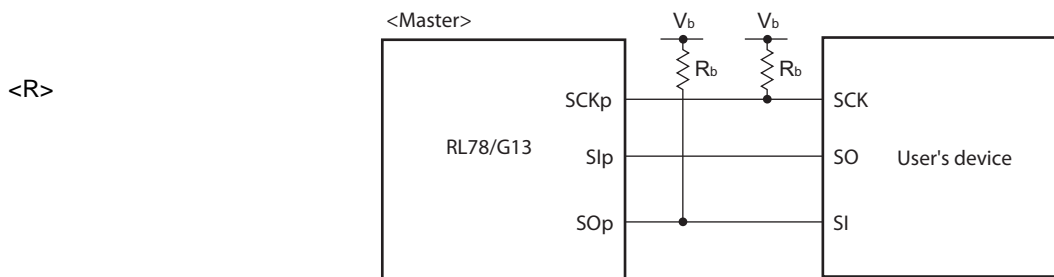 <Master>
Vb Vb
<R>
Rb Rb
SCKp SCK
RL78/G13 SIp SO User's device
SOp SI